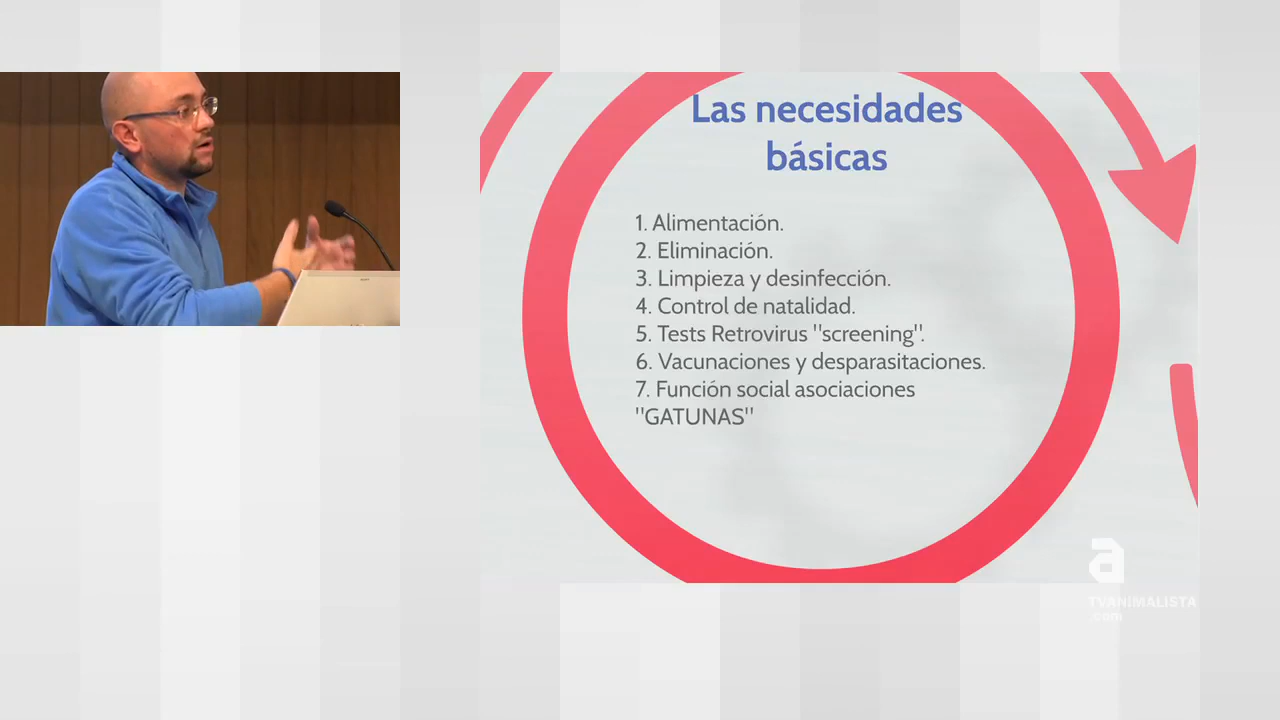 Las necesidades
básicas
1. Alimentación.
2. Eliminación.
3. Limpieza y desinfección.
4. Control de natalidad.
5. Tests Retrovirus "screening".
6. Vacunaciones y desparasitaciones.
7. Función social asociaciones
"GATUNAS"
a
TVANIMALISTA
.com